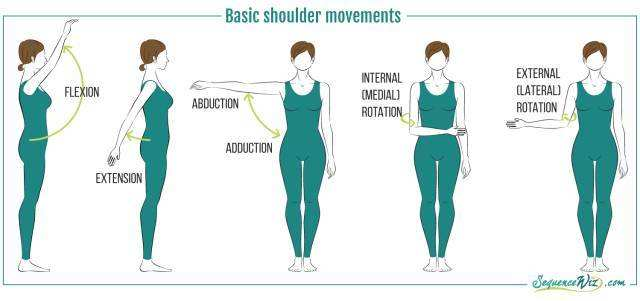 Basic shoulder movements
FLEXION
EXTENSION
ABDUCTION
ADDUCTION
INTERNAL
(MEDIAL)
ROTATION
EXTERNAL
(LATERAL)
ROTATION
SequenceWiz.com